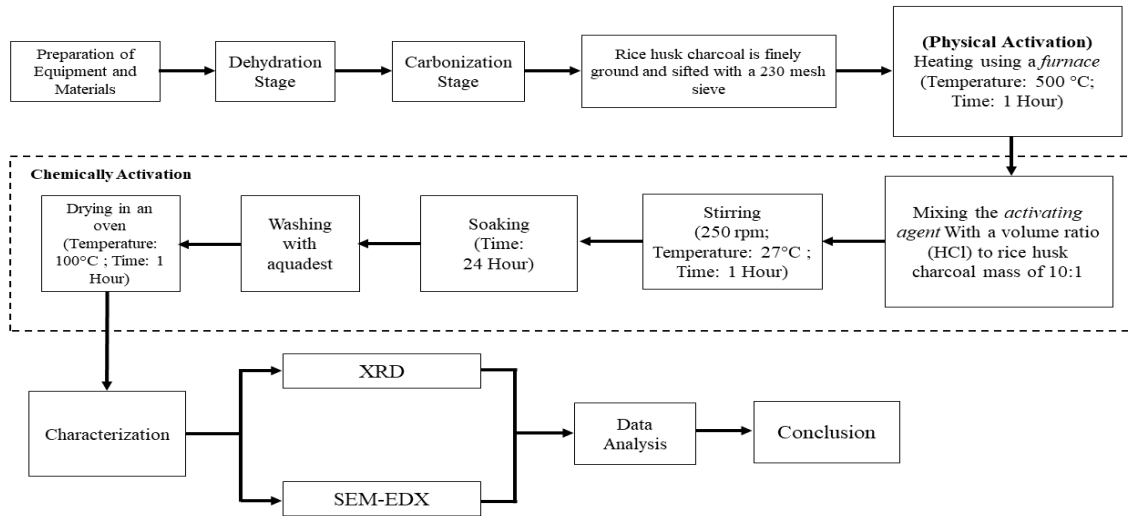 Preparation of
Equipment and
Materials
Dehydration
Stage
Carbonization
Stage
Rice husk charcoal is finely
ground and sifted with a 230 mesh
sieve
(Physical Activation)
Heating using a furnace
(Temperature: 500 °C;
Time: 1 Hour)
Chemically Activation
Mixing the activating
agent With a volume ratio
(HCl) to rice husk
charcoal mass of 10:1
Stirring
(250 rpm;
Temperature: 27°C ;
Time: 1 Hour)
Soaking
(Time:
24 Hour)
Washing
with
aquadest
Drying in an
oven
(Temperature:
100°C ; Time: 1
Hour)
Characterization
XRD
SEM-EDX
Data
Analysis
Conclusion